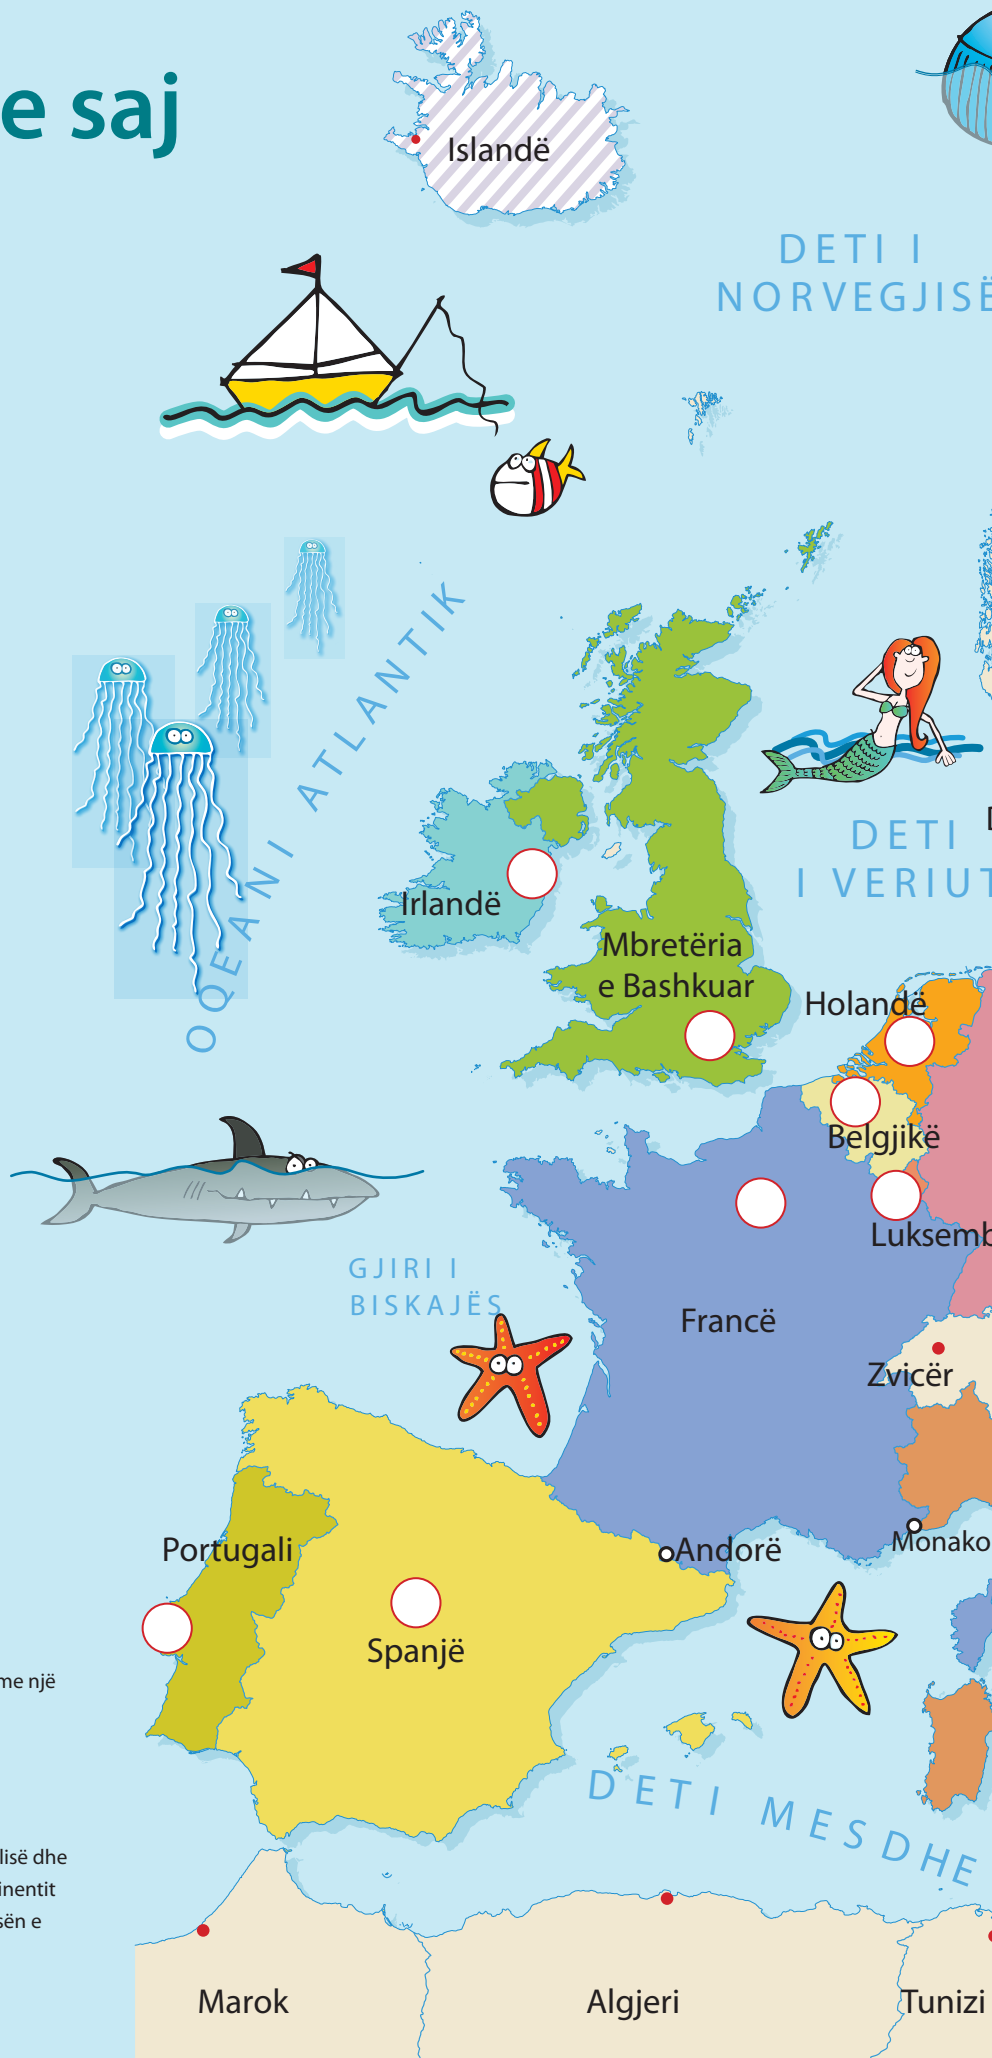 e saj
Islandë
DETI I
NORVEGJISË
OQEANI ATLANTIK
DETI
I VERIUT
Irlandë
Mbretëria
e Bashkuar
Holandë
Belgjikë
Luksemb
GJIRI I
BISKAJËS
Francë
Zvicër
Portugali
Andorë
Monako
Spanjë
me një
DETI MESDHE
lisë dhe
inentit
sën e
Marok
Algjeri
Tunizi